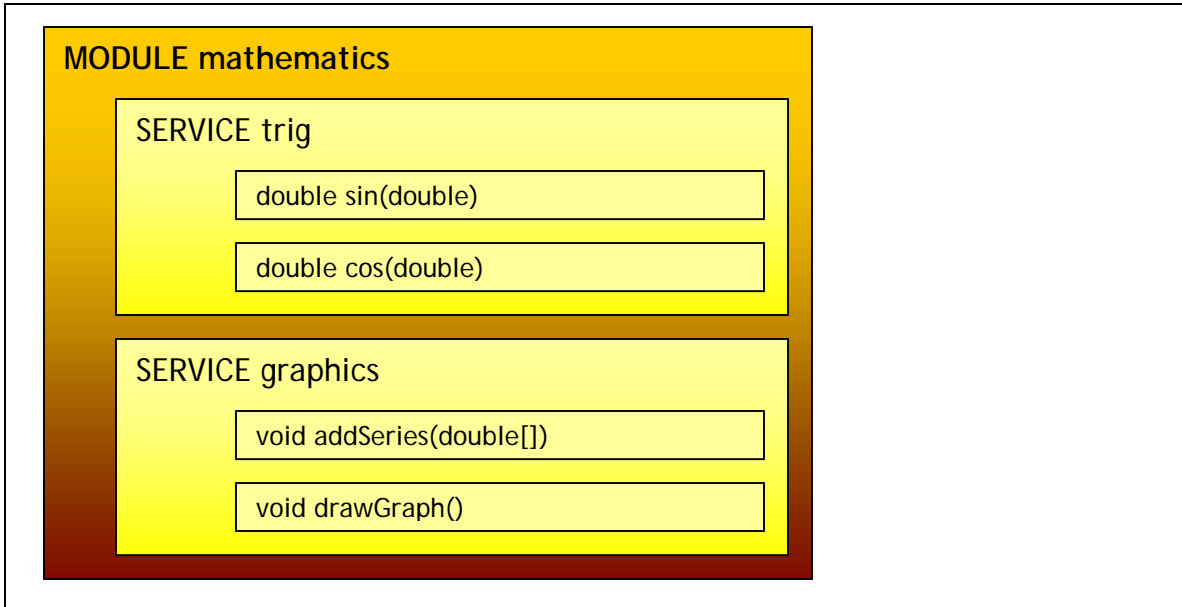 MODULE mathematics
SERVICE trig
double sin(double)
double cos(double)
SERVICE graphics
void addSeries(double[])
void drawGraph()